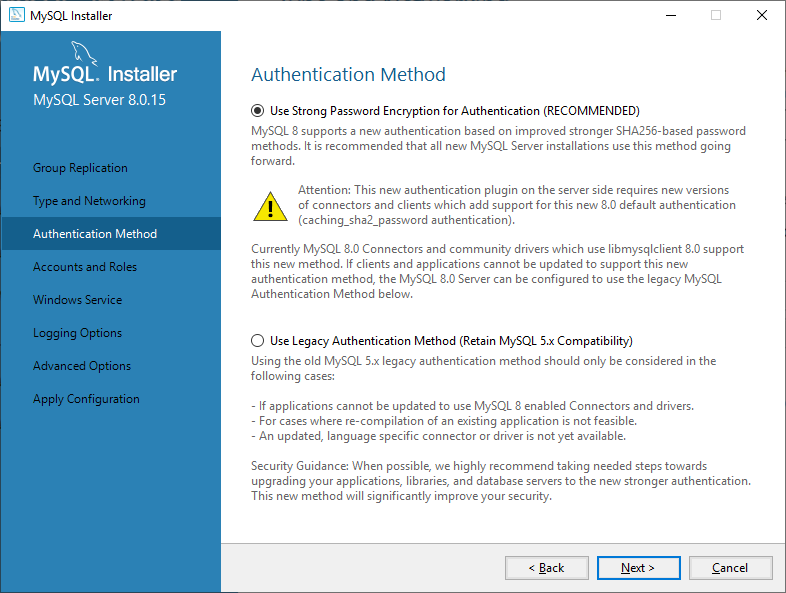 MySQL Installer
MySQL. Installer
MySQL Server 8.0.15
Group Replication
Type and Networking
Authentication Method
Accounts and Roles
Windows Service
Logging Options
Advanced Options
Apply Configuration
Authentication Method
Use Strong Password Encryption for Authentication (RECOMMENDED)
MySQL 8 supports a new authentication based on improved stronger SHA256-based password
methods. It is recommended that all new MySQL Server installations use this method going
forward.
Attention: This new authentication plugin on the server side requires new versions
of connectors and clients which add support for this new 8.0 default authentication
(caching_sha2_password authentication).
Currently MySQL 8.0 Connectors and community drivers which use libmysqlclient 8.0 support
this new method. If clients and applications cannot be updated to support this new
authentication method, the MySQL 8.0 Server can be configured to use the legacy MySQL
Authentication Method below.
Use Legacy Authentication Method (Retain MySQL 5.x Compatibility)
Using the old MySQL 5.x legacy authentication method should only be considered in the
following cases:
- If applications cannot be updated to use MySQL 8 enabled Connectors and drivers.
- For cases where re-compilation of an existing application is not feasible.
- An updated, language specific connector or driver is not yet available.
Security Guidance: When possible, we highly recommend taking needed steps towards
upgrading your applications, libraries, and database servers to the new stronger authentication.
This new method will significantly improve your security.
< Back
Next >
Cancel